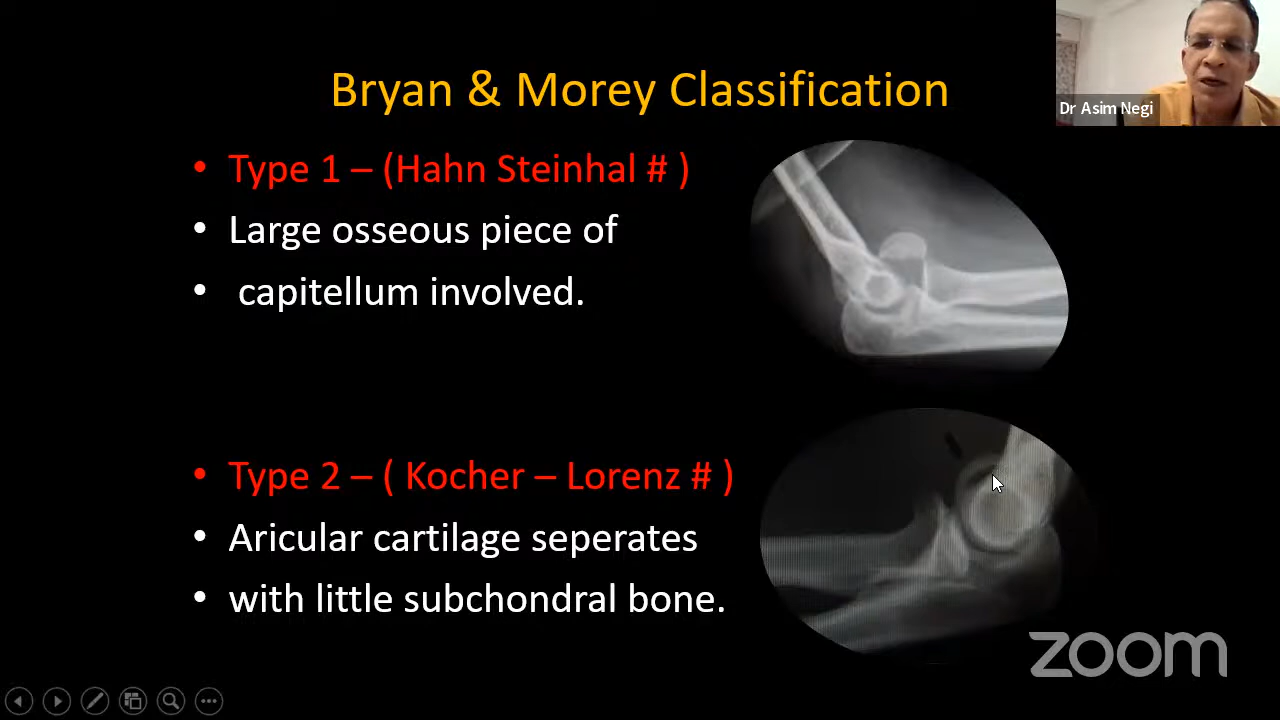 Bryan & Morey Classification
Dr Asim Negi
• Type 1 – (Hahn Steinhal # )
• Large osseous piece of
• capitellum involved.
• Type 2 – ( Kocher – Lorenz # )
• Aricular cartilage seperates
• with little subchondral bone.
zoom